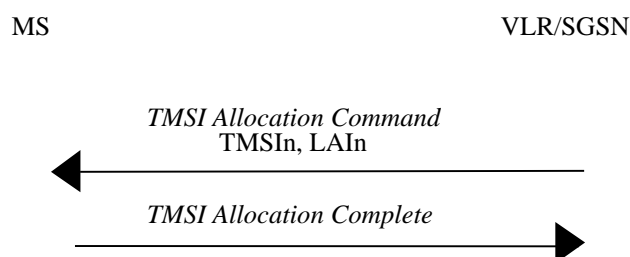 MS
VLR/SGSN
TMSI Allocation Command
TMSIn, LAIn
TMSI Allocation Complete